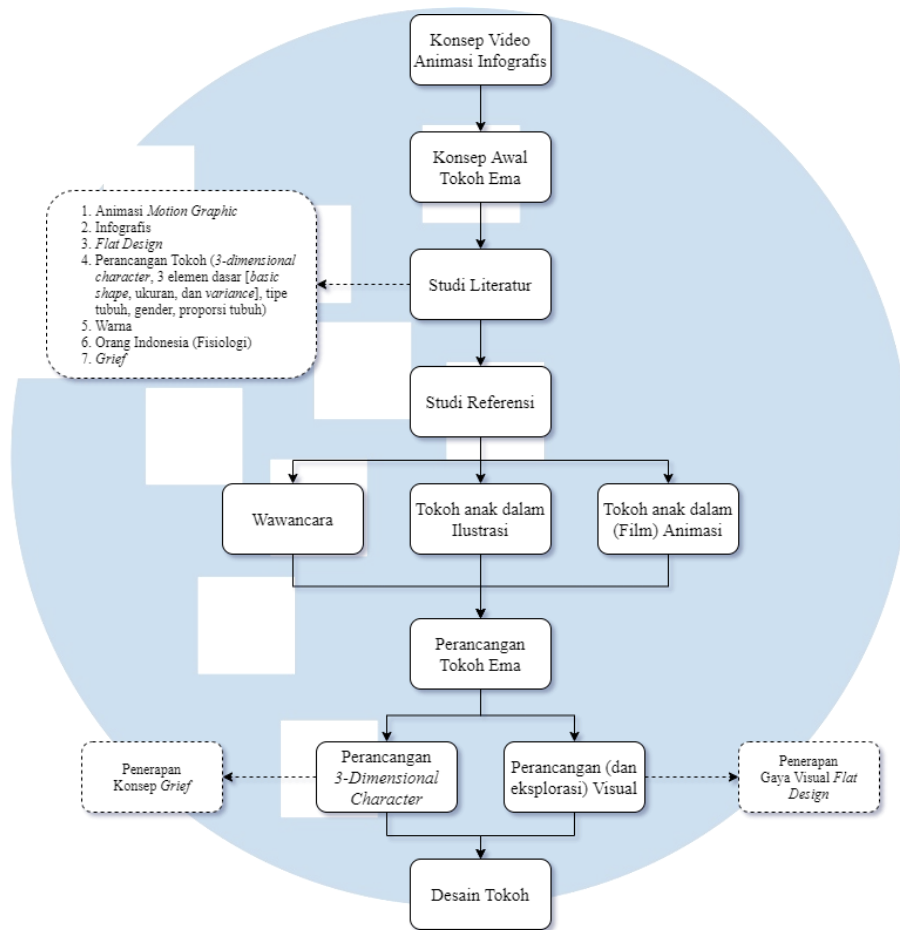 Konsep Video
Animasi Infografis
Konsep Awal
Tokoh Ema
1. Animasi Motion Graphic
2. Infografis
3. Flat Design
4. Perancangan Tokoh (3-dimensional
character, 3 elemen dasar [basic
shape, ukuran, dan variance], tipe
tubuh, gender, proporsi tubuh)
5. Warna
6. Orang Indonesia (Fisiologi)
7. Grief
Studi Literatur
Studi Referensi
Wawancara
Tokoh anak dalam
Ilustrasi
Tokoh anak dalam
(Film) Animasi
Perancangan
Tokoh Ema
Penerapan
Konsep Grief
Perancangan
3-Dimensional
Character
Perancangan (dan
eksplorasi) Visual
Penerapan
Gaya Visual Flat
Design
Desain Tokoh